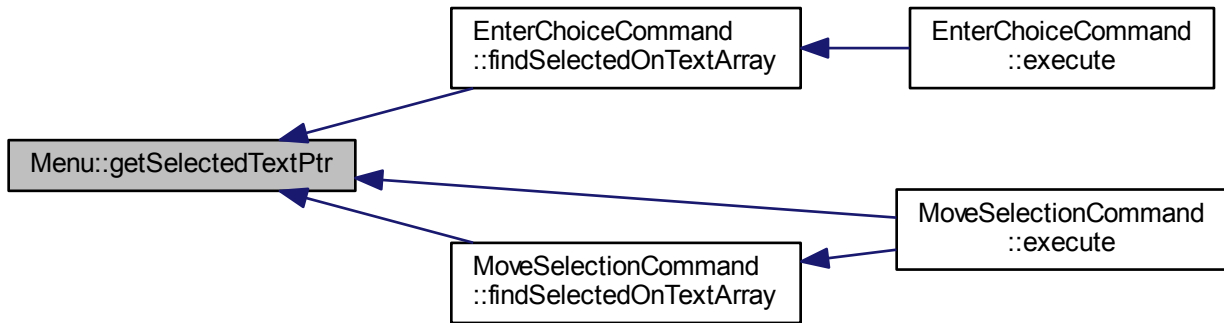 EnterChoiceCommand
::findSelectedOnTextArray
EnterChoiceCommand
::execute
Menu::getSelectedTextPtr
MoveSelectionCommand
::execute
MoveSelectionCommand
::findSelectedOnTextArray